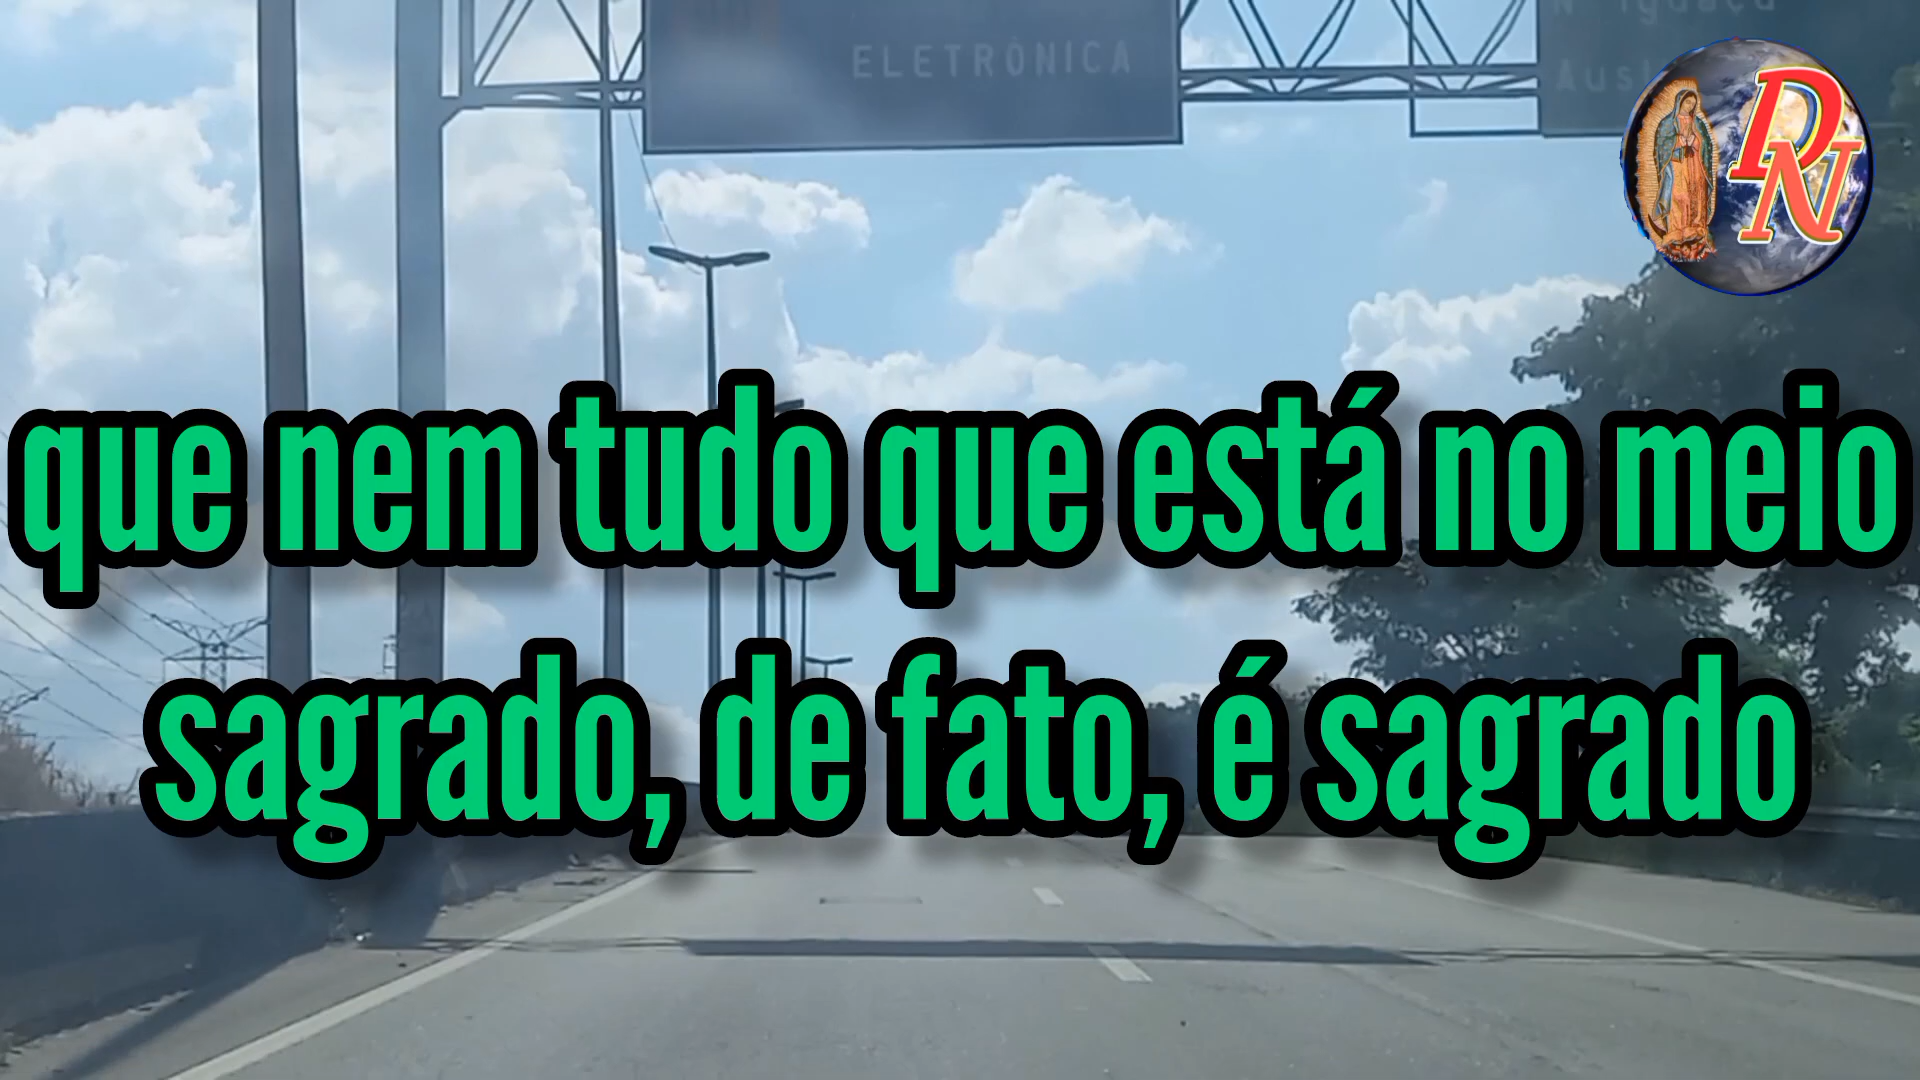 ELETRÔNICA
DN
que nem tudo que está no meio
sagrado, de fato, é sagrado